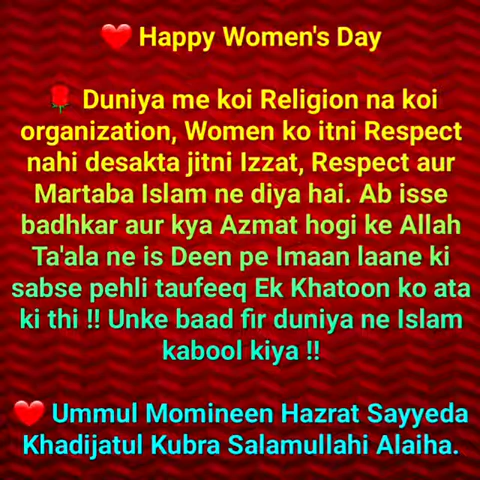 ❤️ Happy Women's Day
🌹 Duniya me koi Religion na koi
organization, Women ko itni Respect
nahi desakta jitni Izzat, Respect aur
Martaba Islam ne diya hai. Ab isse
badhkar aur kya Azmat hogi ke Allah
Ta'ala ne is Deen pe Imaan laane ki
sabse pehli taufeeq Ek Khatoon ko ata
ki thi !! Unke baad fir duniya ne Islam
kabool kiya !!
❤️ Ummul Momineen Hazrat Sayyeda
Khadijatul Kubra Salamullahi Alaiha.